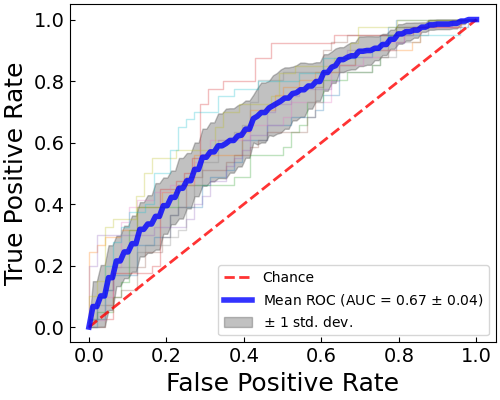 1.0
0.8
0.6
0.4
0.2
0.0
True Positive Rate
Chance
Mean ROC (AUC = 0.67 ± 0.04)
± 1 std. dev.
0.0 0.2 0.4 0.6 0.8 1.0
False Positive Rate